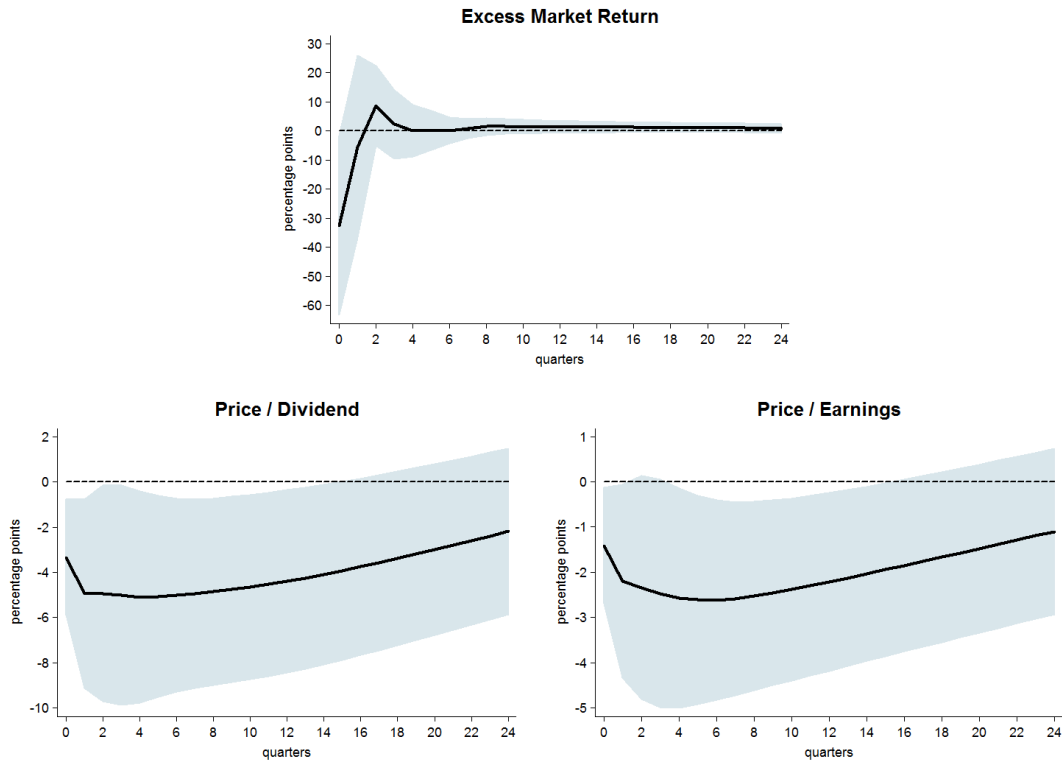 Excess Market Return
percentage points
30
20
10
0
-10
-20
-30
-40
-50
-60
0 2 4 6 8 10 12 14 16 18 20 22 24
quarters
Price / Dividend
percentage points
2
0
-2
-4
-6
-8
-10
0 2 4 6 8 10 12 14 16 18 20 22 24
quarters
Price / Earnings
percentage points
1
0
-1
-2
-3
-4
-5
0 2 4 6 8 10 12 14 16 18 20 22 24
quarters